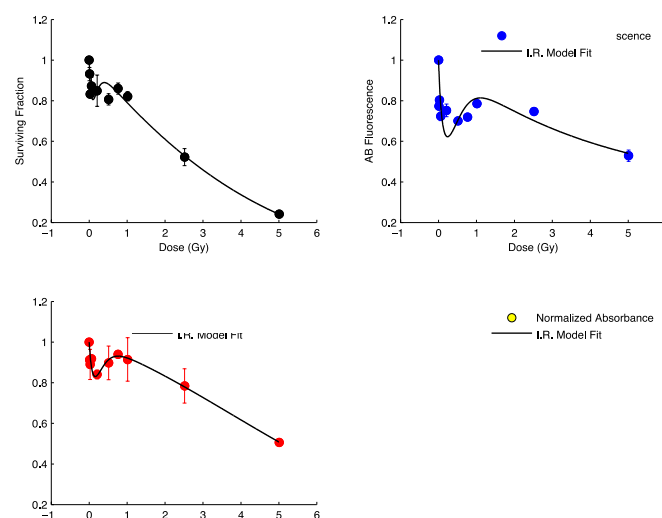 1.2
1
0.8
0.6
0.4
0.2
Surviving Fraction
−1 0 1 2 3 4 5 6
Dose (Gy)
1.2
1
0.8
0.6
0.4
0.2
AB Fluorescence
−1 0 1 2 3 4 5
Dose (Gy)
scence
I.R. Model Fit
1.2
1
0.8
0.6
0.4
0.2
−1 0 1 2 3 4 5 6
I.R. Model Fit
Normalized Absorbance
I.R. Model Fit